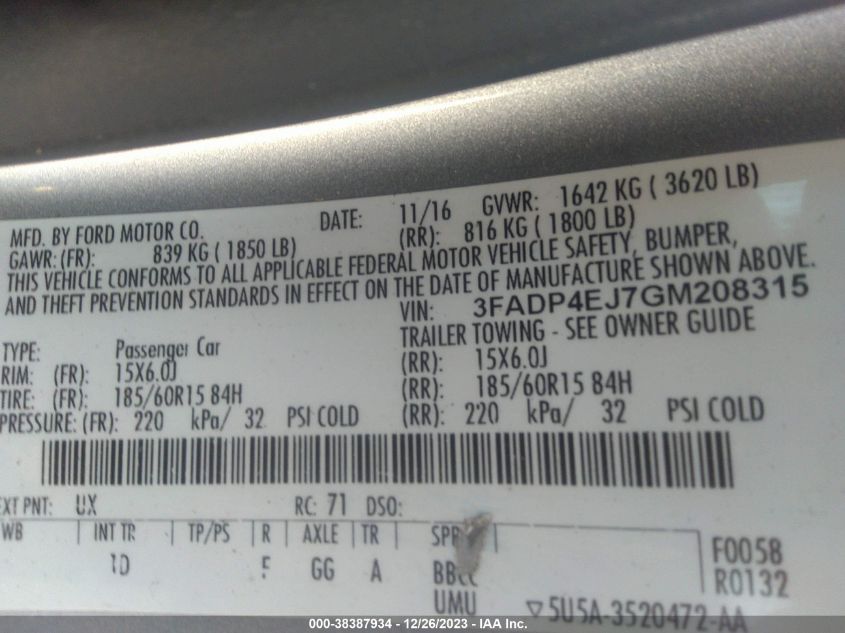 MFD. BY FORD MOTOR CO. DATE: 11/16 GVWR: 1642 KG ( 3620 LB)
GAWR: (FR): 839 KG ( 1850 LB) (RR): 816 KG ( 1800 LB)
THIS VEHICLE CONFORMS TO ALL APPLICABLE FEDERAL MOTOR VEHICLE SAFETY, BUMPER,
AND THEFT PREVENTION STANDARDS IN EFFECT ON THE DATE OF MANUFACTURE SHOWN ABOVE.
VIN: 3FADP4EJ7GM208315
TRAILER TOWING - SEE OWNER GUIDE
TYPE: Passenger Car
RIM: (FR): 15X6.0J (RR): 15X6.0J
TIRE: (FR): 185/60R15 84H (RR): 185/60R15 84H
PRESSURE: (FR): 220 kPa/ 32 PSI COLD (RR): 220 kPa/ 32 PSI COLD
EXT PNT: UX RC: 71 DSO:
WB INT TR TP/PS R AXLE TR SPR F0058
GG A R0132
UMU ▽5U5A-3520472-AA
000-38387934 - 12/26/2023 - IAA Inc.